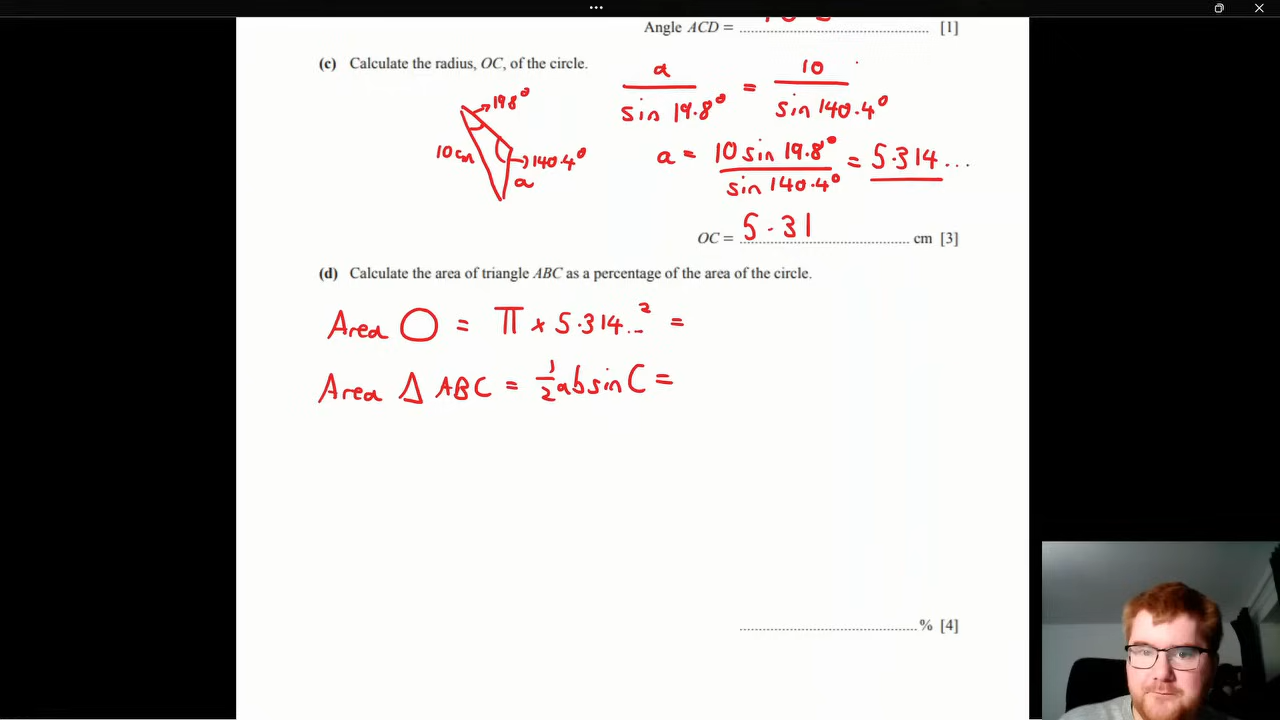 Angle ACD = [1]
(c) Calculate the radius, OC, of the circle.
19.8°
10cm
140.4°
a
a / sin 19.8° = 10 / sin 140.4°
a = 10 sin 19.8° / sin 140.4° = 5.314...
OC = 5.31 cm [3]
(d) Calculate the area of triangle ABC as a percentage of the area of the circle.
Area O = π × 5.314...² =
Area Δ ABC = 1/2 ab sin C =
% [4]